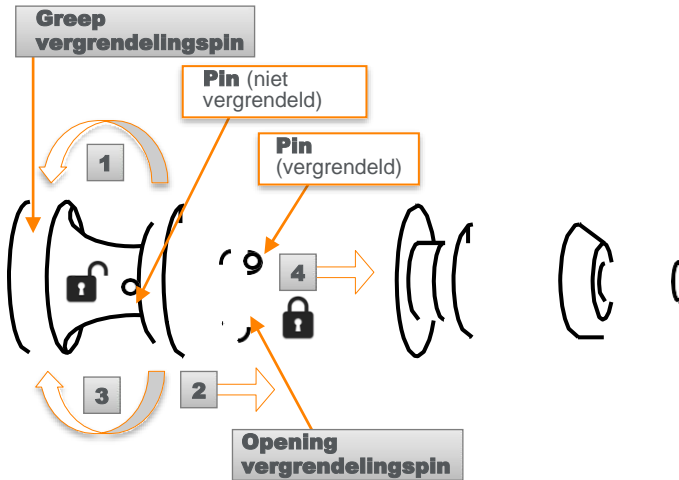 Greep
vergrendelingspin
Pin (niet
vergrendeld)
Pin
(vergrendeld)
1
4
3
2
Opening
vergrendelingspin